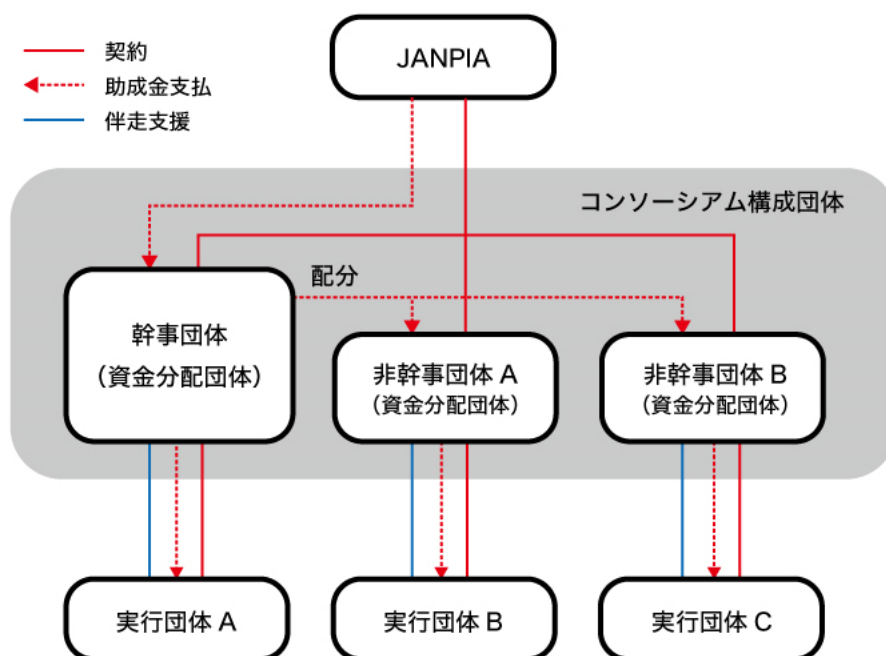 JANPIA
契約
助成金支払
伴走支援
コンソーシアム構成団体
配分
幹事団体
（資金分配団体）
非幹事団体 A
（資金分配団体）
非幹事団体 B
（資金分配団体）
実行団体 A
実行団体 B
実行団体 C